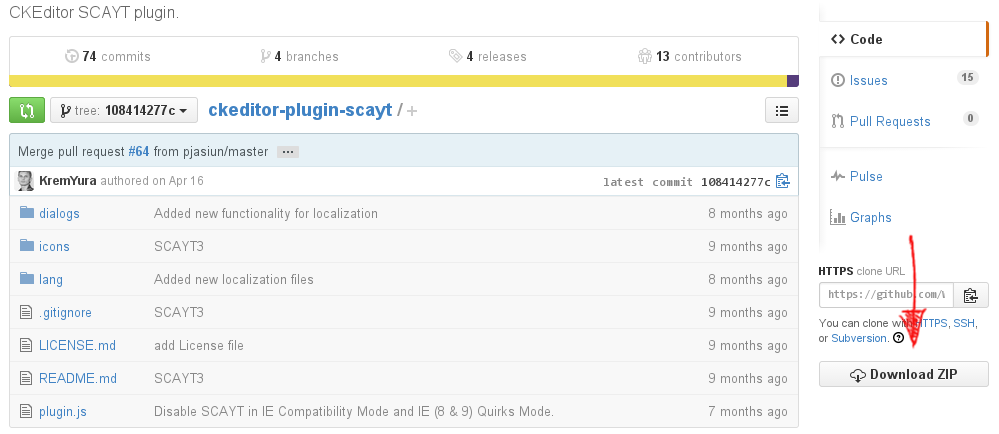 CKEditor SCAYT plugin.
74 commits 4 branches 4 releases 13 contributors
tree: 108414277c ckeditor-plugin-scayt / +
Merge pull request #64 from pjasiun/master ...
KremYura authored on Apr 16 latest commit 108414277c
dialogs Added new functionality for localization 8 months ago
icons SCAYT3 9 months ago
lang Added new localization files 8 months ago
.gitignore SCAYT3 9 months ago
LICENSE.md add License file 9 months ago
README.md SCAYT3 9 months ago
plugin.js Disable SCAYT in IE Compatibility Mode and IE (8 & 9) Quirks Mode. 7 months ago
<> Code
Issues 15
Pull Requests 0
Pulse
Graphs
HTTPS clone URL
https://github.com/W
You can clone with HTTPS, SSH,
or Subversion. ?
Download ZIP